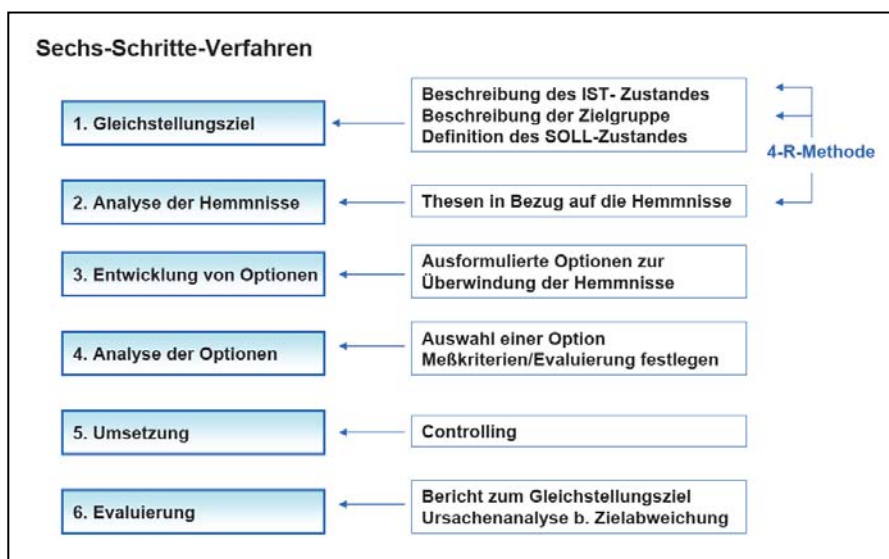 Sechs-Schritte-Verfahren
1. Gleichstellungsziel
Beschreibung des IST- Zustandes
Beschreibung der Zielgruppe
Definition des SOLL-Zustandes
4-R-Methode
2. Analyse der Hemmnisse
Thesen in Bezug auf die Hemmnisse
3. Entwicklung von Optionen
Ausformulierte Optionen zur
Überwindung der Hemmnisse
4. Analyse der Optionen
Auswahl einer Option
Meßkriterien/Evaluierung festlegen
5. Umsetzung
Controlling
6. Evaluierung
Bericht zum Gleichstellungsziel
Ursachenanalyse b. Zielabweichung